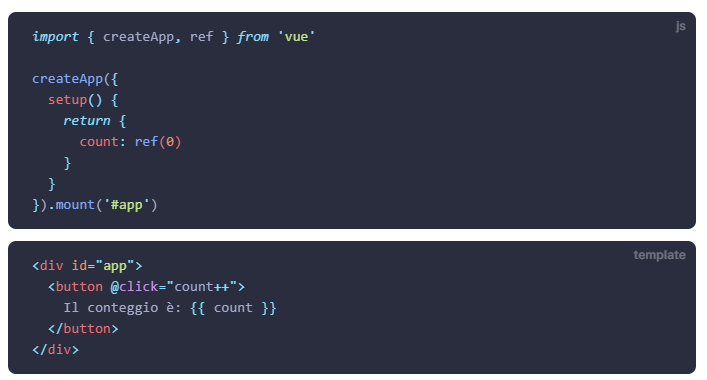 js
import { createApp, ref } from 'vue'
createApp({
  setup() {
    return {
      count: ref(0)
    }
  }
}).mount('#app')
template
<div id="app">
  <button @click="count++">
    Il conteggio è: {{ count }}
  </button>
</div>